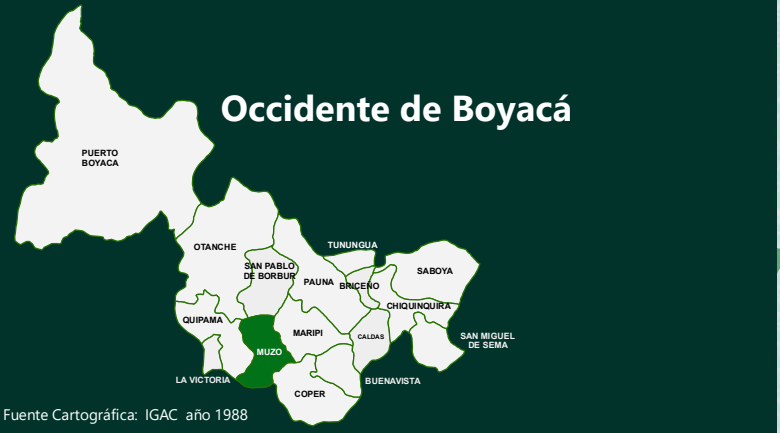 Occidente de Boyacá
PUERTO
BOYACA
OTANCHE
TUNUNGUA
SAN PABLO
DE BORBUR
PAUNA
BRICEÑO
SABOYA
CHIQUINQUIRA
QUIPAMA
MARIPI
CALDAS
SAN MIGUEL
DE SEMA
MUZO
LA VICTORIA
BUENAVISTA
COPER
Fuente Cartográfica: IGAC año 1988